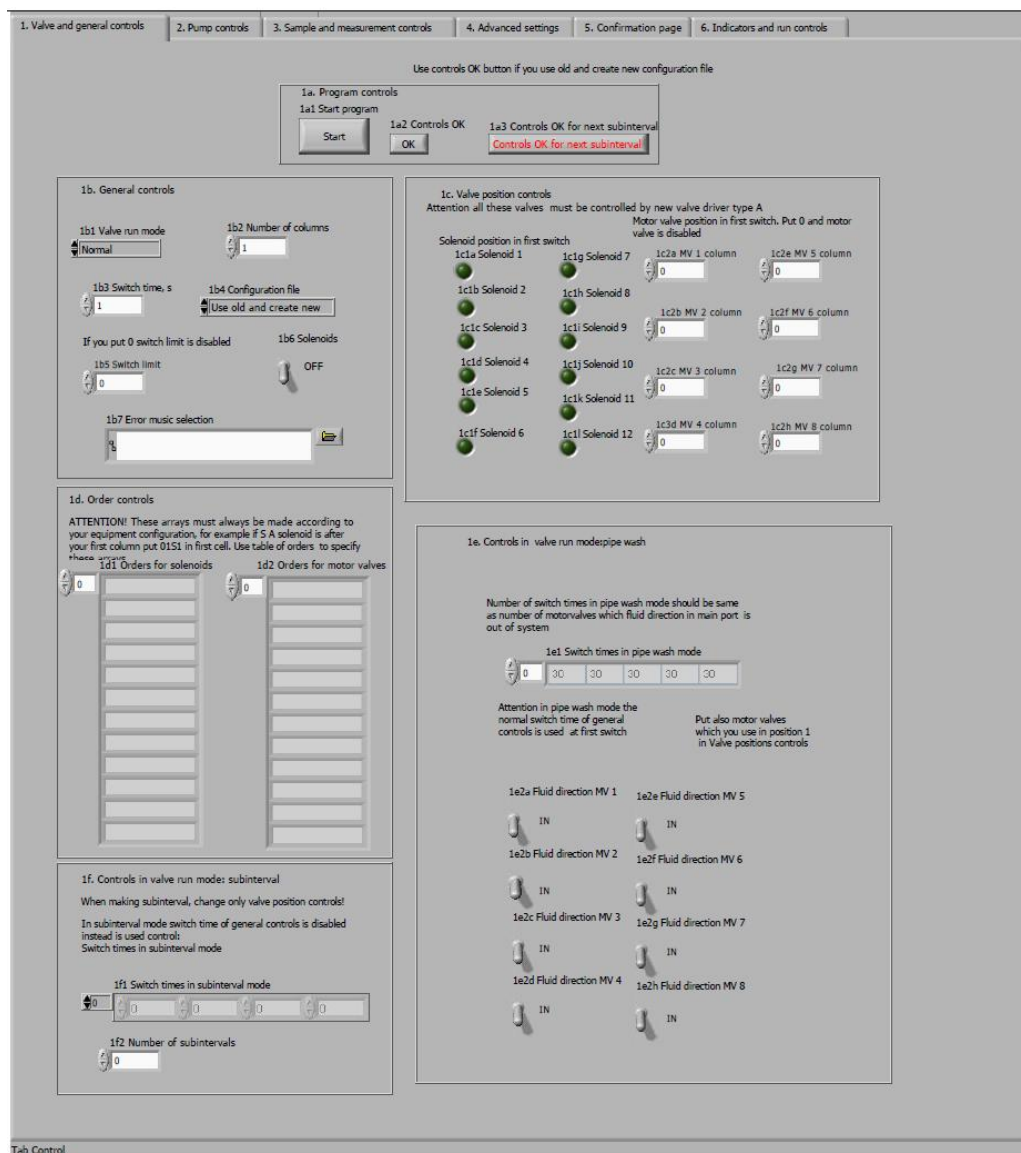 1. Valve and general controls
2. Pump controls
3. Sample and measurement controls
4. Advanced settings
5. Confirmation page
6. Indicators and run controls
Use controls OK button if you use old and create new configuration file
1a. Program controls
1a1 Start program
Start
1a2 Controls OK
OK
1a3 Controls OK for next subinterval
Controls OK for next subinterval
1b. General controls
1b1 Valve run mode
Normal
1b2 Number of columns
1
1b3 Switch time, s
1
1b4 Configuration file
Use old and create new
If you put 0 switch limit is disabled
1b5 Switch limit
0
1b6 Solenoids
OFF
1b7 Error music selection
1c. Valve position controls
Attention all these valves must be controlled by new valve driver type A
Solenoid position in first switch
1c1a Solenoid 1
1c1b Solenoid 2
1c1c Solenoid 3
1c1d Solenoid 4
1c1e Solenoid 5
1c1f Solenoid 6
1c1g Solenoid 7
1c1h Solenoid 8
1c1i Solenoid 9
1c1j Solenoid 10
1c1k Solenoid 11
1c1l Solenoid 12
Motor valve position in first switch. Put 0 and motor
valve is disabled
1c2a MV 1 column
0
1c2b MV 2 column
0
1c2c MV 3 column
0
1c3d MV 4 column
0
1c2e MV 5 column
0
1c2f MV 6 column
0
1c2g MV 7 column
0
1c2h MV 8 column
0
1d. Order controls
ATTENTION! These arrays must always be made according to
your equipment configuration, for example if S A solenoid is after
your first column put 01S1 in first cell. Use table of orders to specify
these arrays
1d1 Orders for solenoids
0
1d2 Orders for motor valves
0
1e. Controls in valve run mode:pipe wash
Number of switch times in pipe wash mode should be same
as number of motorvalves which fluid direction in main port is
out of system
1e1 Switch times in pipe wash mode
0 30 30 30 30 30
Attention in pipe wash mode the
normal switch time of general
controls is used at first switch
Put also motor valves
which you use in position 1
in Valve positions controls
1e2a Fluid direction MV 1
IN
1e2b Fluid direction MV 2
IN
1e2c Fluid direction MV 3
IN
1e2d Fluid direction MV 4
IN
1e2e Fluid direction MV 5
IN
1e2f Fluid direction MV 6
IN
1e2g Fluid direction MV 7
IN
1e2h Fluid direction MV 8
IN
1f. Controls in valve run mode: subinterval
When making subinterval, change only valve position controls!
In subinterval mode switch time of general controls is disabled
instead is used control:
Switch times in subinterval mode
1f1 Switch times in subinterval mode
0 0 0 0 0
1f2 Number of subintervals
0
Tab Control